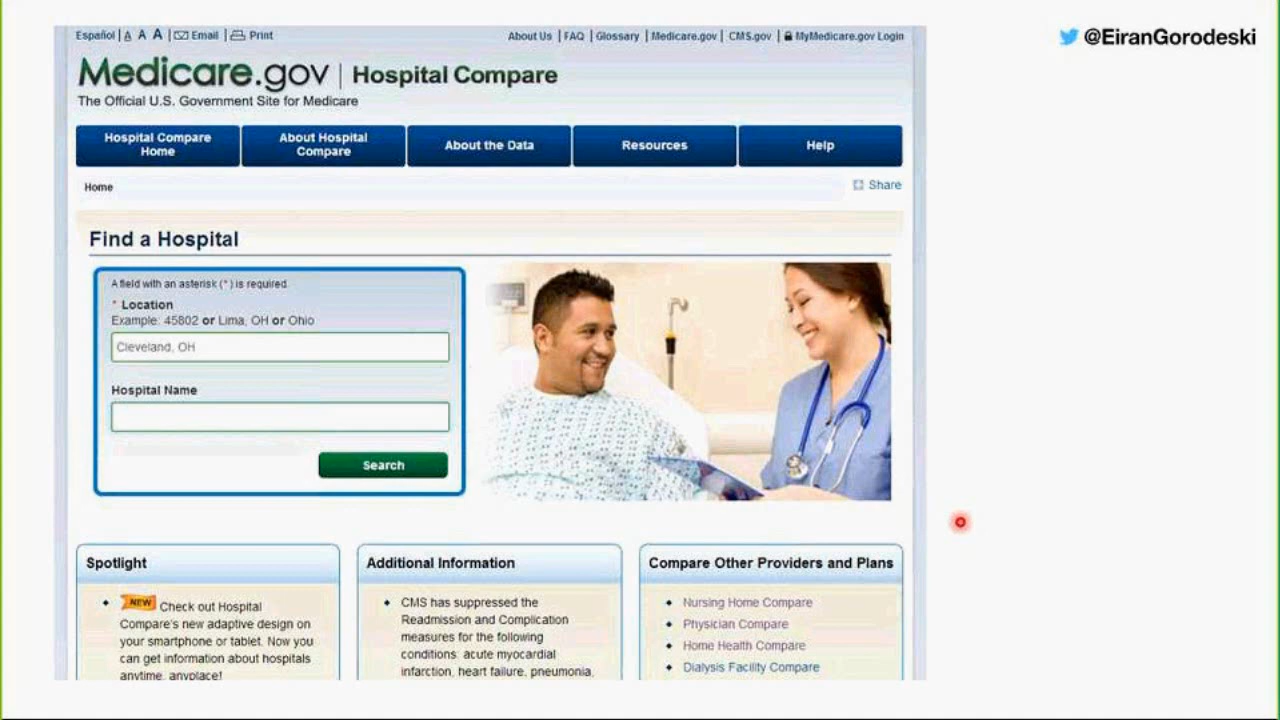 Español | A A A | Email | Print
About Us | FAQ | Glossary | Medicare.gov | CMS.gov | MyMedicare.gov Login
@EiranGorodeski
Medicare.gov | Hospital Compare
The Official U.S. Government Site for Medicare
Hospital Compare
Home
About Hospital
Compare
About the Data
Resources
Help
Home
Share
Find a Hospital
A field with an asterisk (*) is required.
* Location
Example: 45802 or Lima, OH or Ohio
Cleveland, OH
Hospital Name
Search
Spotlight
NEW Check out Hospital
Compare's new adaptive design on
your smartphone or tablet. Now you
can get information about hospitals
anytime, anyplace!
Additional Information
CMS has suppressed the
Readmission and Complication
measures for the following
conditions: acute myocardial
infarction, heart failure, pneumonia,
Compare Other Providers and Plans
Nursing Home Compare
Physician Compare
Home Health Compare
Dialysis Facility Compare